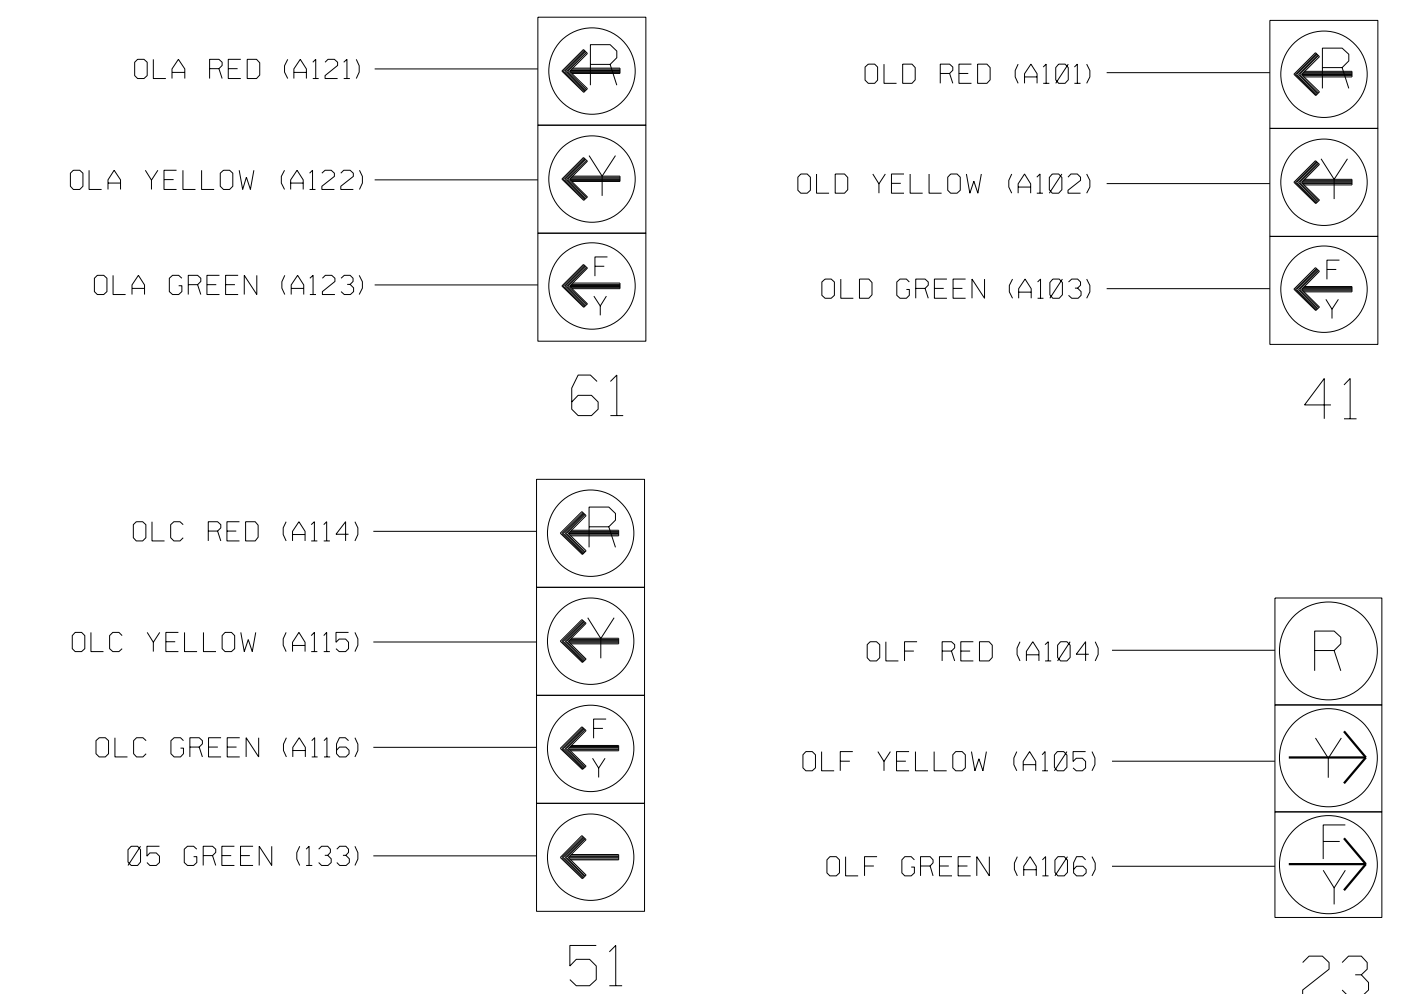 OLA RED (A121)
R
OLA YELLOW (A122)
Y
OLA GREEN (A123)
F
Y
61
OLD RED (A1Ø1)
R
OLD YELLOW (A1Ø2)
Y
OLD GREEN (A1Ø3)
F
Y
41
OLC RED (A114)
R
OLC YELLOW (A115)
Y
OLC GREEN (A116)
F
Y
Ø5 GREEN (133)
51
OLF RED (A1Ø4)
R
OLF YELLOW (A1Ø5)
Y
OLF GREEN (A1Ø6)
F
Y
23